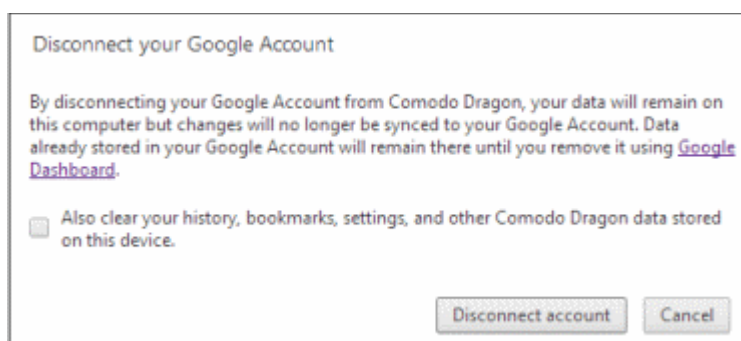 Disconnect your Google Account
By disconnecting your Google Account from Comodo Dragon, your data will remain on
this computer but changes will no longer be synced to your Google Account. Data
already stored in your Google Account will remain there until you remove it using Google
Dashboard.
Also clear your history, bookmarks, settings, and other Comodo Dragon data stored
on this device.
Disconnect account
Cancel